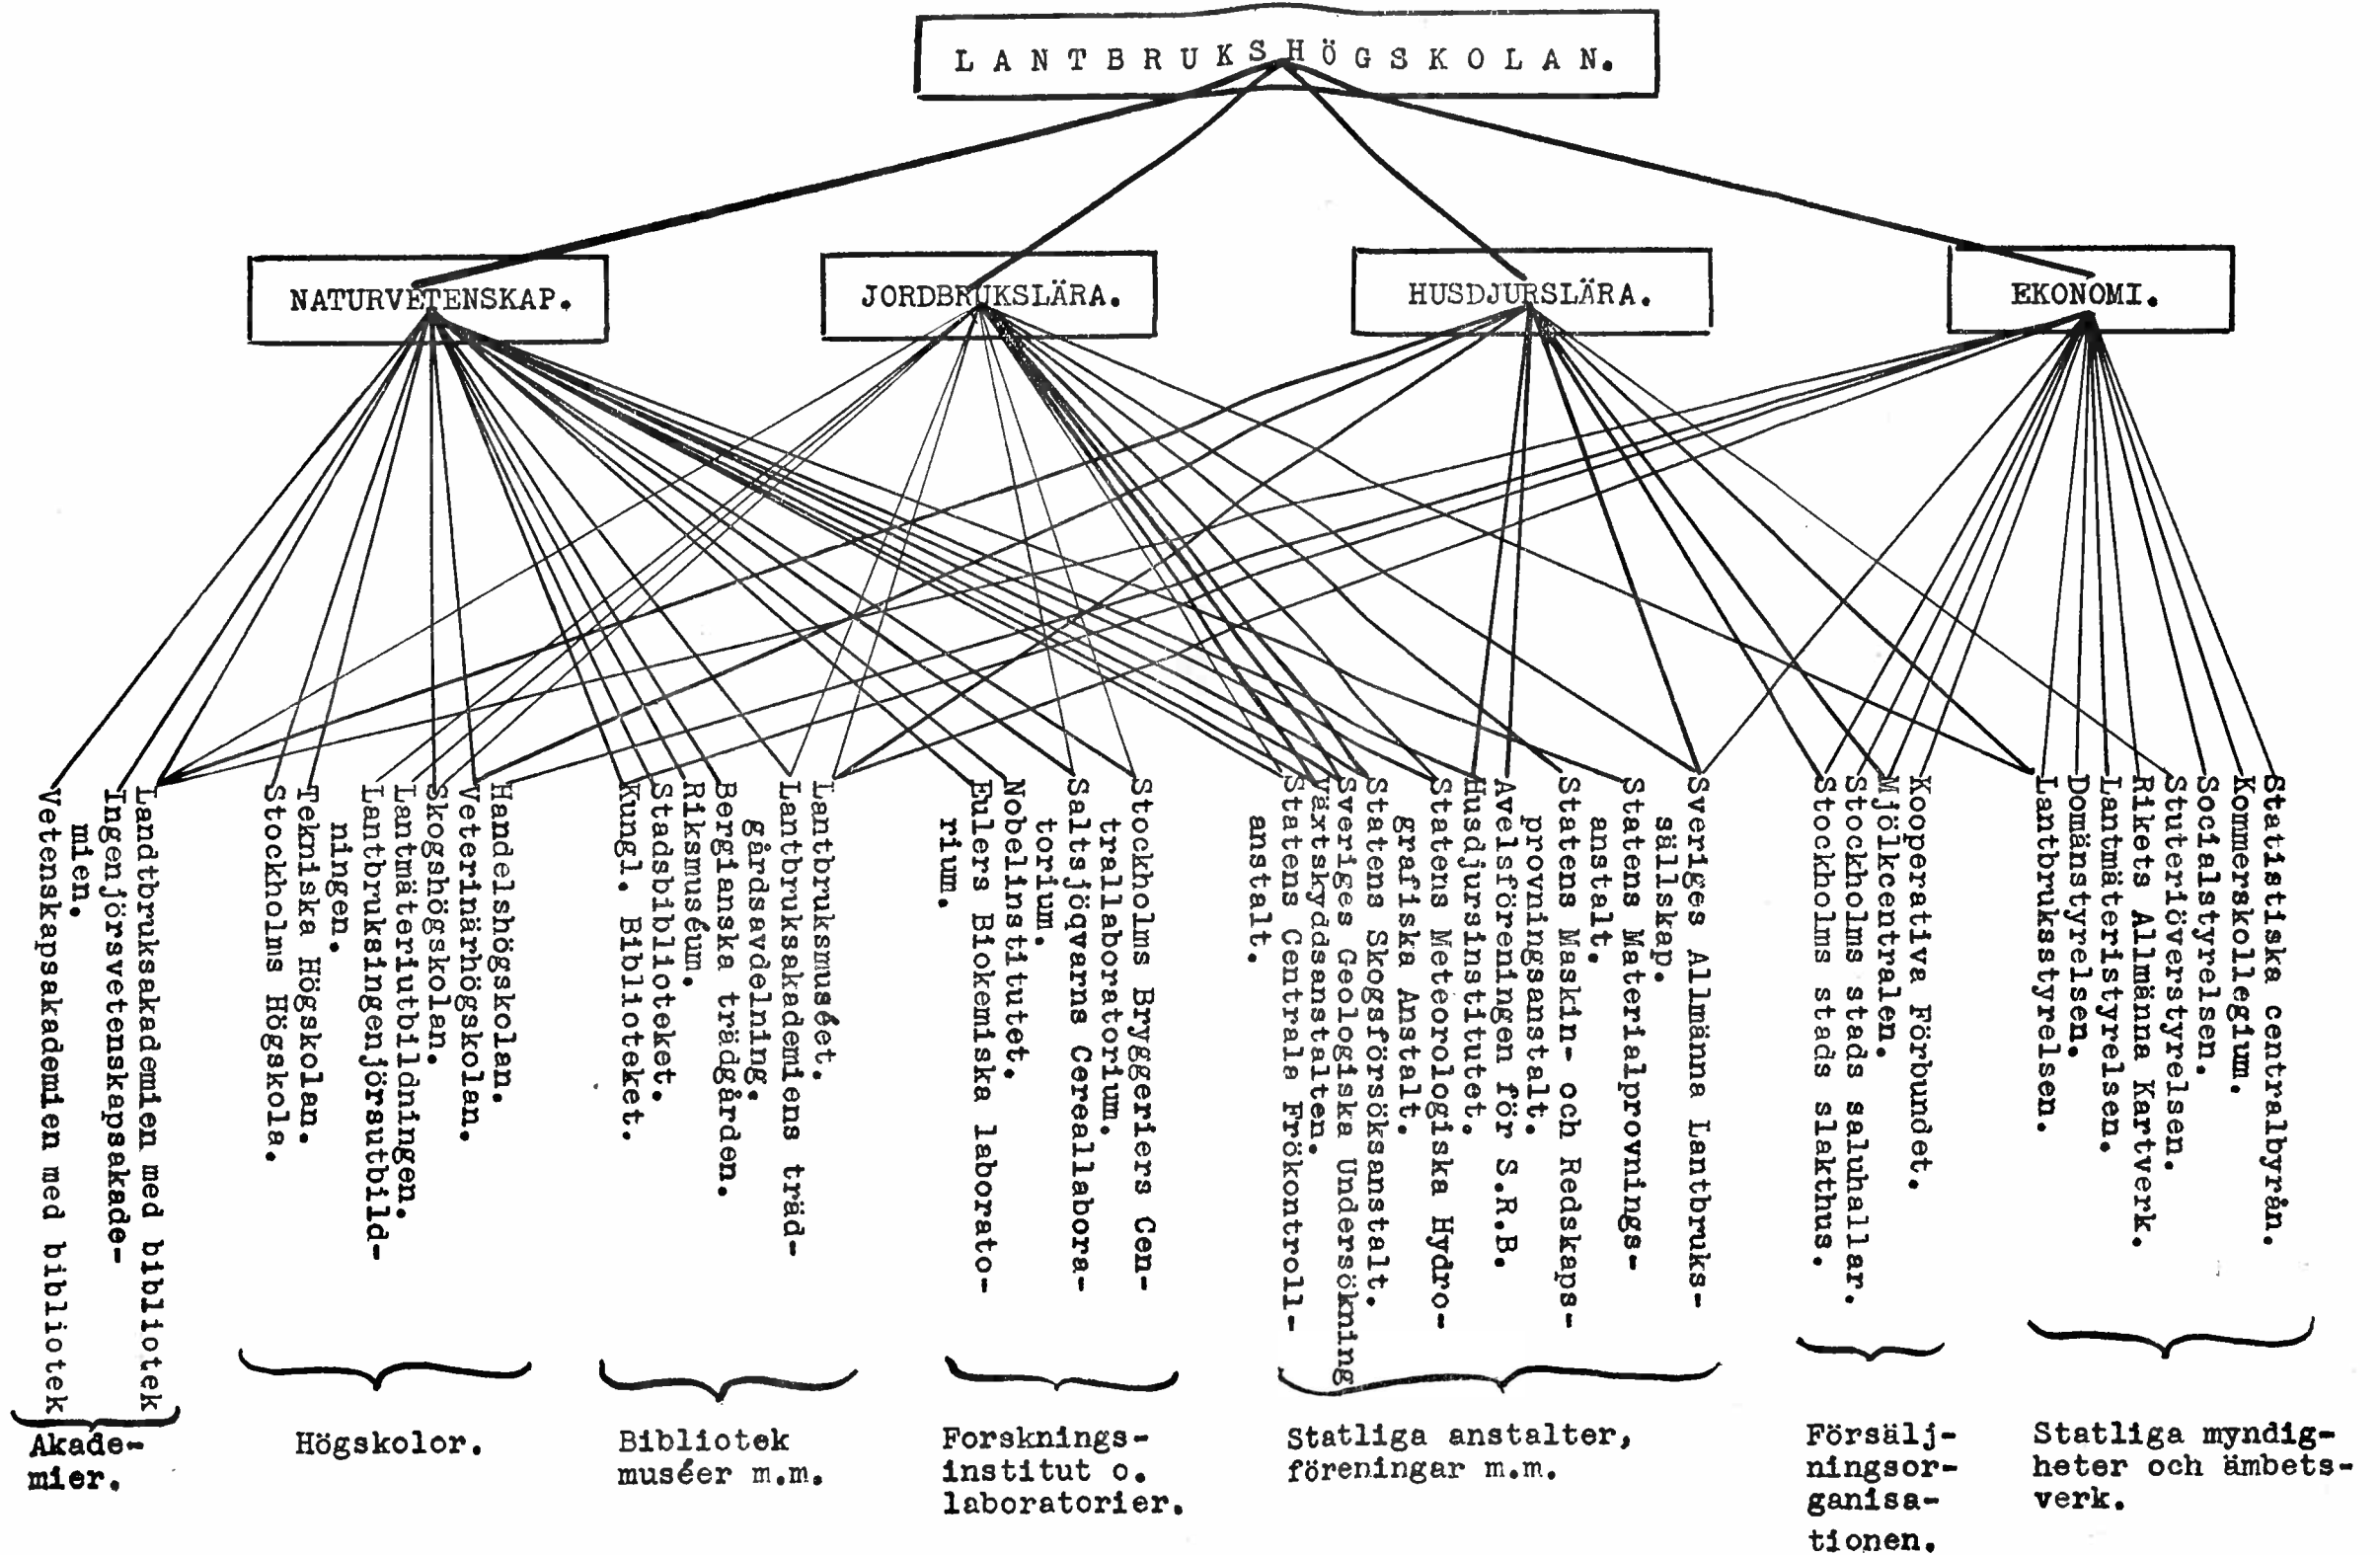 LANTBRUKSHÖGSKOLAN.
NATURVETENSKAP.
JORDBRUKSLÄRA.
HUSDJURSLÄRA.
EKONOMI.
Vetenskapsakademien med bibliotek
Ingenjörsvetenskapsakade-
mien.
Landtbruksakademien med bibliotek
Akade-
mier.
Stockholms Högskola.
Tekniska Högskolan.
Lantbruksingenjörsutbild-
ningen.
Lantmäteriutbildningen.
Skogshögskolan.
Veterinärhögskolan.
Handelshögskolan.
Högskolor.
Kungl. Biblioteket.
Stadsbiblioteket.
Riksmuséum.
Bergianska trädgården.
Lantbruksakademiens träd-
gårdsavdelning.
Lantbruksmuséet.
Bibliotek
muséer m.m.
Eulers Biokemiska laborato-
rium.
Nobelinstitutet.
Saltsjöqvarns Cereallabora-
torium.
Stockholms Bryggeriers Cen-
trallaboratorium.
Forsknings-
institut o.
laboratorier.
Statens Centrala Frökontroll-
anstalt.
Växtskyddsanstalten.
Sveriges Geologiska Undersökning
Statens Skogsförsöksanstalt.
Statens Meteorologiska Hydro-
grafiska Anstalt.
Husdjursinstitutet.
Avelsföreningen för S.R.B.
Statens Maskin- och Redskaps-
provningsanstalt.
Statens Materialprovnings-
anstalt.
Sveriges Allmänna Lantbruks-
sällskap.
Statliga anstalter,
föreningar m.m.
Stockholms stads slakthus.
Stockholms stads saluhallar.
Mjölkcentralen.
Kooperativa Förbundet.
Försälj-
ningsor-
ganisa-
tionen.
Lantbruksstyrelsen.
Domänstyrelsen.
Lantmäteristyrelsen.
Rikets Allmänna Kartverk.
Stuteriöverstyrelsen.
Socialstyrelsen.
Kommerskollegium.
Statistiska centralbyrån.
Statliga myndig-
heter och ämbets-
verk.